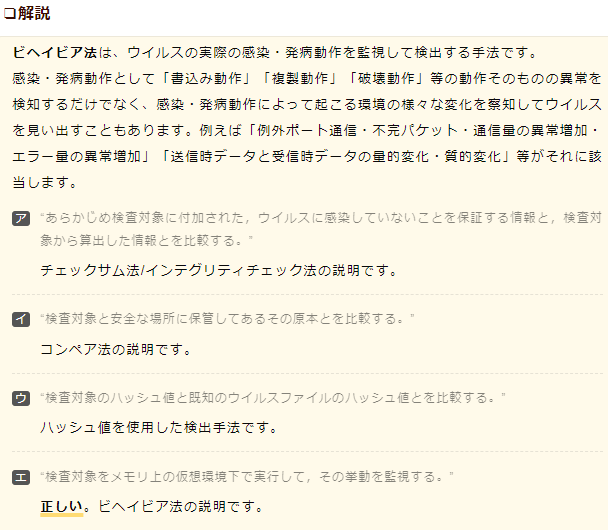 ❏解説
ビヘイビア法は、ウイルスの実際の感染・発病動作を監視して検出する手法です。
感染・発病動作として「書込み動作」「複製動作」「破壊動作」等の動作そのものの異常を
検知するだけでなく、感染・発病動作によって起こる環境の様々な変化を察知してウイルス
を見い出すこともあります。例えば「例外ポート通信・不完パケット・通信量の異常増加・
エラー量の異常増加」「送信時データと受信時データの量的変化・質的変化」等がそれに該
当します。
ア “あらかじめ検査対象に付加された，ウイルスに感染していないことを保証する情報と，検査対
象から算出した情報とを比較する。”
チェックサム法/インテグリティチェック法の説明です。
イ “検査対象と安全な場所に保管してあるその原本とを比較する。”
コンペア法の説明です。
ウ “検査対象のハッシュ値と既知のウイルスファイルのハッシュ値とを比較する。”
ハッシュ値を使用した検出手法です。
エ “検査対象をメモリ上の仮想環境下で実行して，その挙動を監視する。”
正しい。ビヘイビア法の説明です。